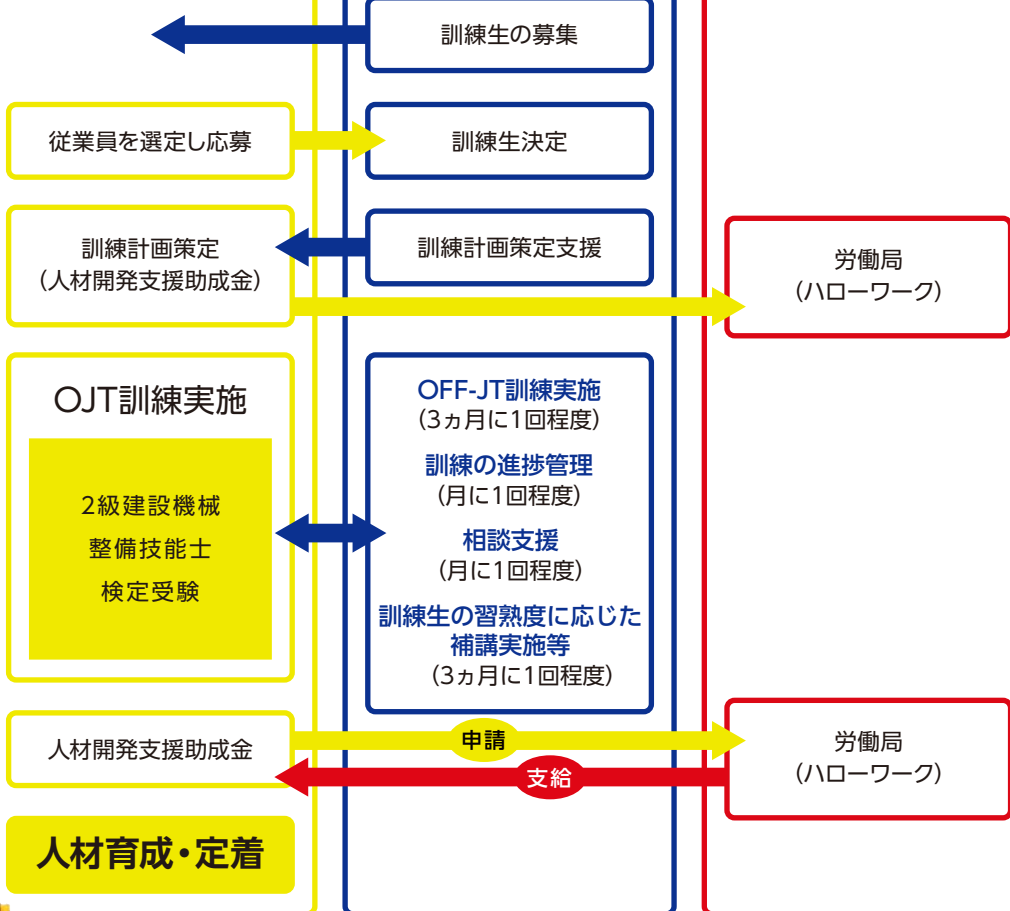 訓練生の募集
従業員を選定し応募
訓練生決定
訓練計画策定
（人材開発支援助成金）
訓練計画策定支援
労働局
（ハローワーク）
OJT訓練実施
2級建設機械
整備技能士
検定受験
OFF-JT訓練実施
（3ヵ月に1回程度）
訓練の進捗管理
（月に1回程度）
相談支援
（月に1回程度）
訓練生の習熟度に応じた
補講実施等
（3ヵ月に1回程度）
人材開発支援助成金
申請
支給
労働局
（ハローワーク）
人材育成・定着